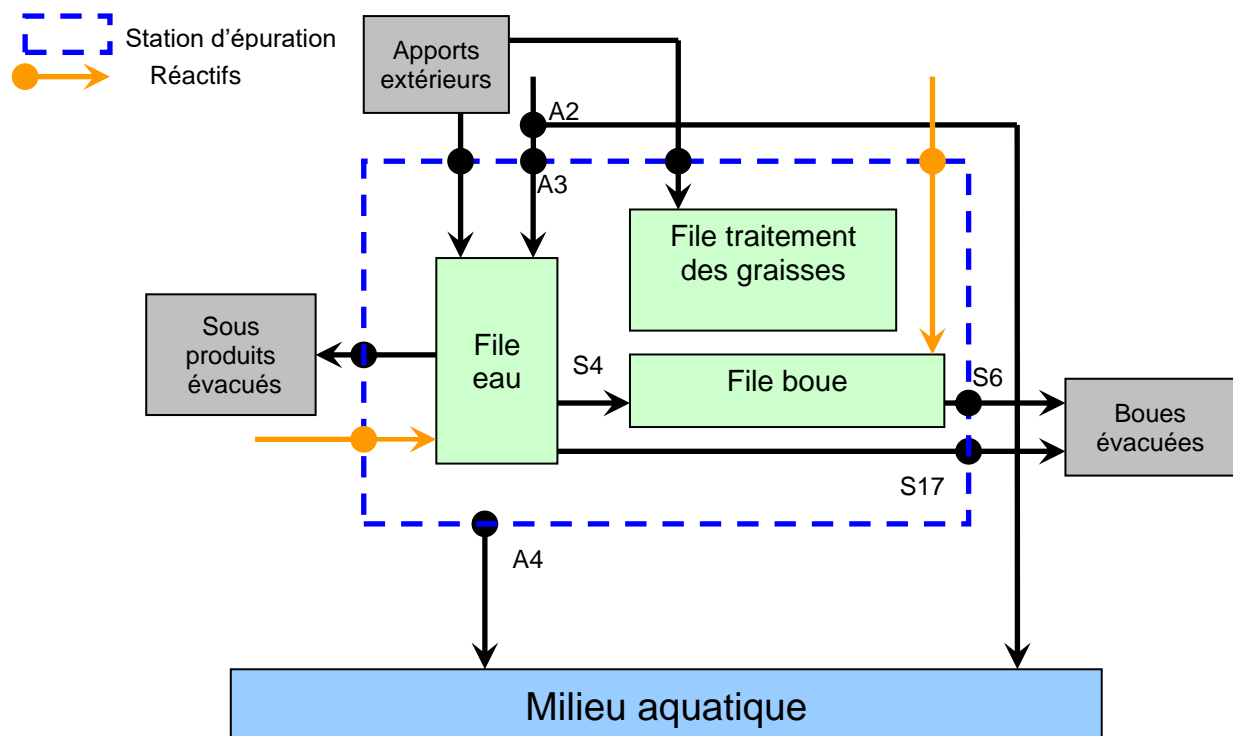 Station d'épuration
Réactifs
Apports
extérieurs
A2
A3
File traitement
des graisses
Sous
produits
évacués
File
eau
S4
File boue
S6
Boues
évacuées
S17
A4
Milieu aquatique